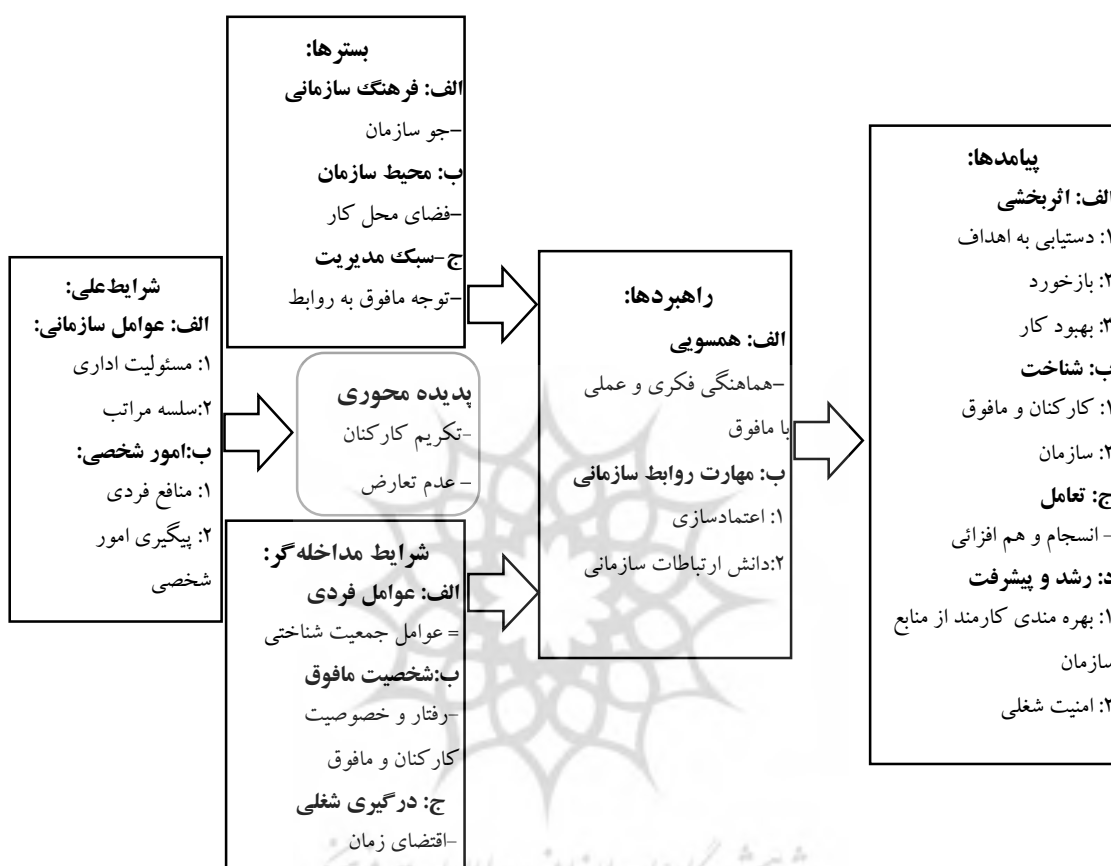 بسترها:
الف: فرهنگ سازمانی
-جو سازمان
ب: محیط سازمان
-فضای محل کار
ج-سبک مدیریت
-توجه مافوق به روابط
شرایط علی:
الف: عوامل سازمانی:
۱: مسئولیت اداری
۲:سلسه مراتب
ب:امور شخصی:
۱: منافع فردی
۲: پیگیری امور
شخصی
پدیده محوری
-تکریم کارکنان
- عدم تعارض
شرایط مداخله گر:
الف: عوامل فردی
= عوامل جمعیت شناختی
ب:شخصیت مافوق
-رفتار و خصوصیت
کارکنان و مافوق
ج: درگیری شغلی
-اقتضای زمان
راهبردها:
الف: همسویی
-هماهنگی فکری و عملی
با مافوق
ب: مهارت روابط سازمانی
۱: اعتمادسازی
۲:دانش ارتباطات سازمانی
پیامدها:
الف: اثربخشی
۱: دستیابی به اهداف
۲: بازخورد
۳: بهبود کار
ب: شناخت
۱: کارکنان و مافوق
۲: سازمان
ج: تعامل
- انسجام و هم افزائی
د: رشد و پیشرفت
۱: بهره مندی کارمند از منابع
سازمان
۲: امنیت شغلی